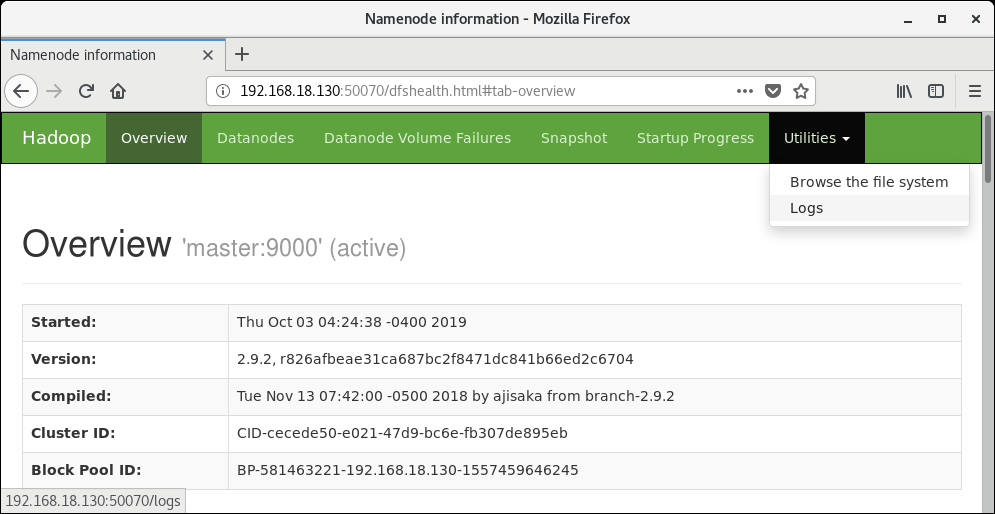 Namenode information - Mozilla Firefox
Namenode information
192.168.18.130:50070/dfshealth.html#tab-overview
Hadoop Overview Datanodes Datanode Volume Failures Snapshot Startup Progress Utilities
Browse the file system
Logs
Overview 'master:9000' (active)
Started: Thu Oct 03 04:24:38 -0400 2019
Version: 2.9.2, r826afbeae31ca687bc2f8471dc841b66ed2c6704
Compiled: Tue Nov 13 07:42:00 -0500 2018 by ajisaka from branch-2.9.2
Cluster ID: CID-cecede50-e021-47d9-bc6e-fb307de895eb
Block Pool ID: BP-581463221-192.168.18.130-1557459646245
192.168.18.130:50070/logs